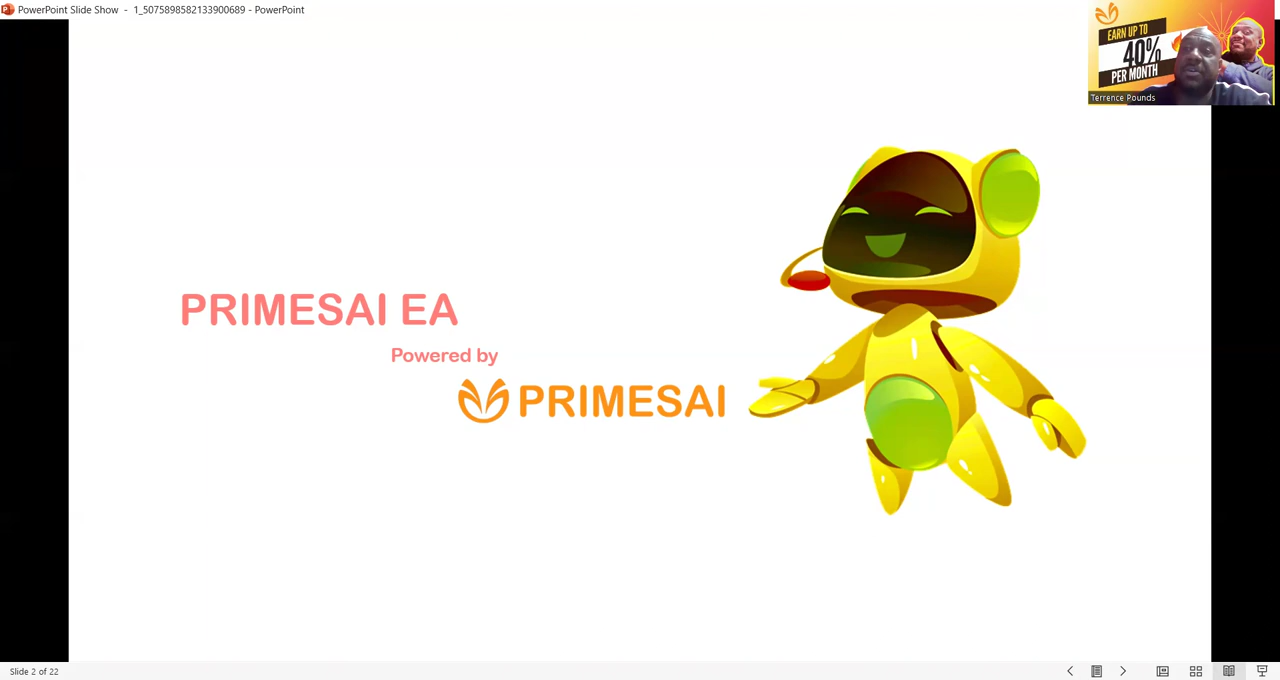 PowerPoint Slide Show - 1_5075898582133900689 - PowerPoint
EARN UP TO
40%
PER MONTH
Terrence Pounds
PRIMESAI EA
Powered by
PRIMESAI
Slide 2 of 22